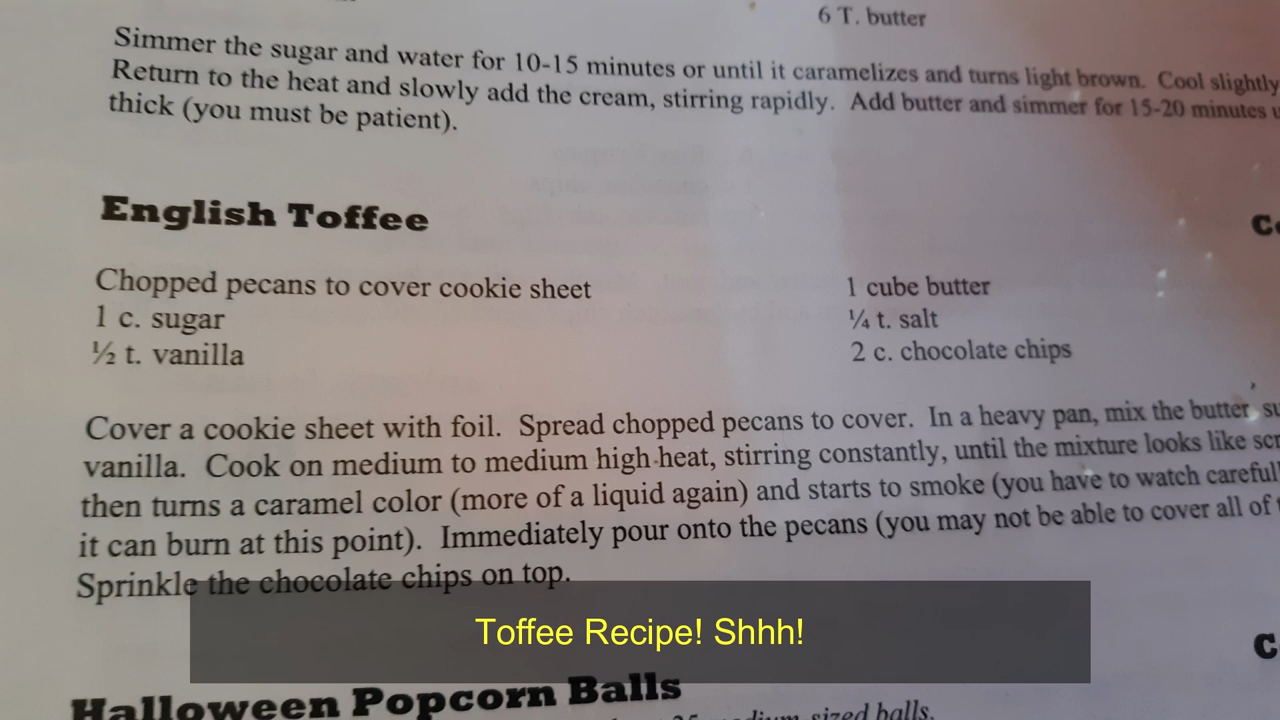 6 T. butter
Simmer the sugar and water for 10-15 minutes or until it caramelizes and turns light brown. Cool slightly
Return to the heat and slowly add the cream, stirring rapidly. Add butter and simmer for 15-20 minutes
thick (you must be patient).
English Toffee
Chopped pecans to cover cookie sheet
1 cube butter
1 c. sugar
¼ t. salt
½ t. vanilla
2 c. chocolate chips
Cover a cookie sheet with foil. Spread chopped pecans to cover. In a heavy pan, mix the butter
vanilla. Cook on medium to medium high heat, stirring constantly, until the mixture looks like
then turns a caramel color (more of a liquid again) and starts to smoke (you have to watch
it can burn at this point). Immediately pour onto the pecans (you may not be able to cover all of
Sprinkle the chocolate chips on top.
Toffee Recipe! Shhh!
Halloween Popcorn Balls
sized balls.